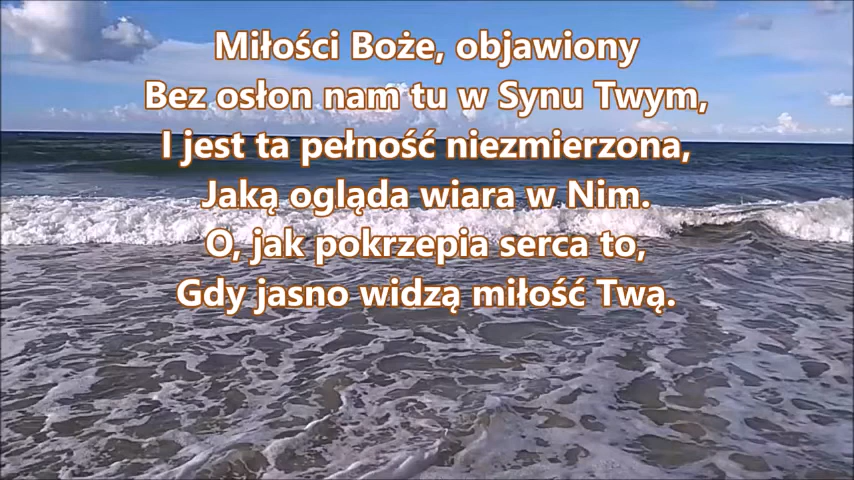 Miłości Boże, objawiony
Bez osłon nam tu w Synu Twym,
I jest ta pełność niezmierzona,
Jaką ogląda wiara w Nim.
O, jak pokrzepia serca to,
Gdy jasno widzą miłość Twą.